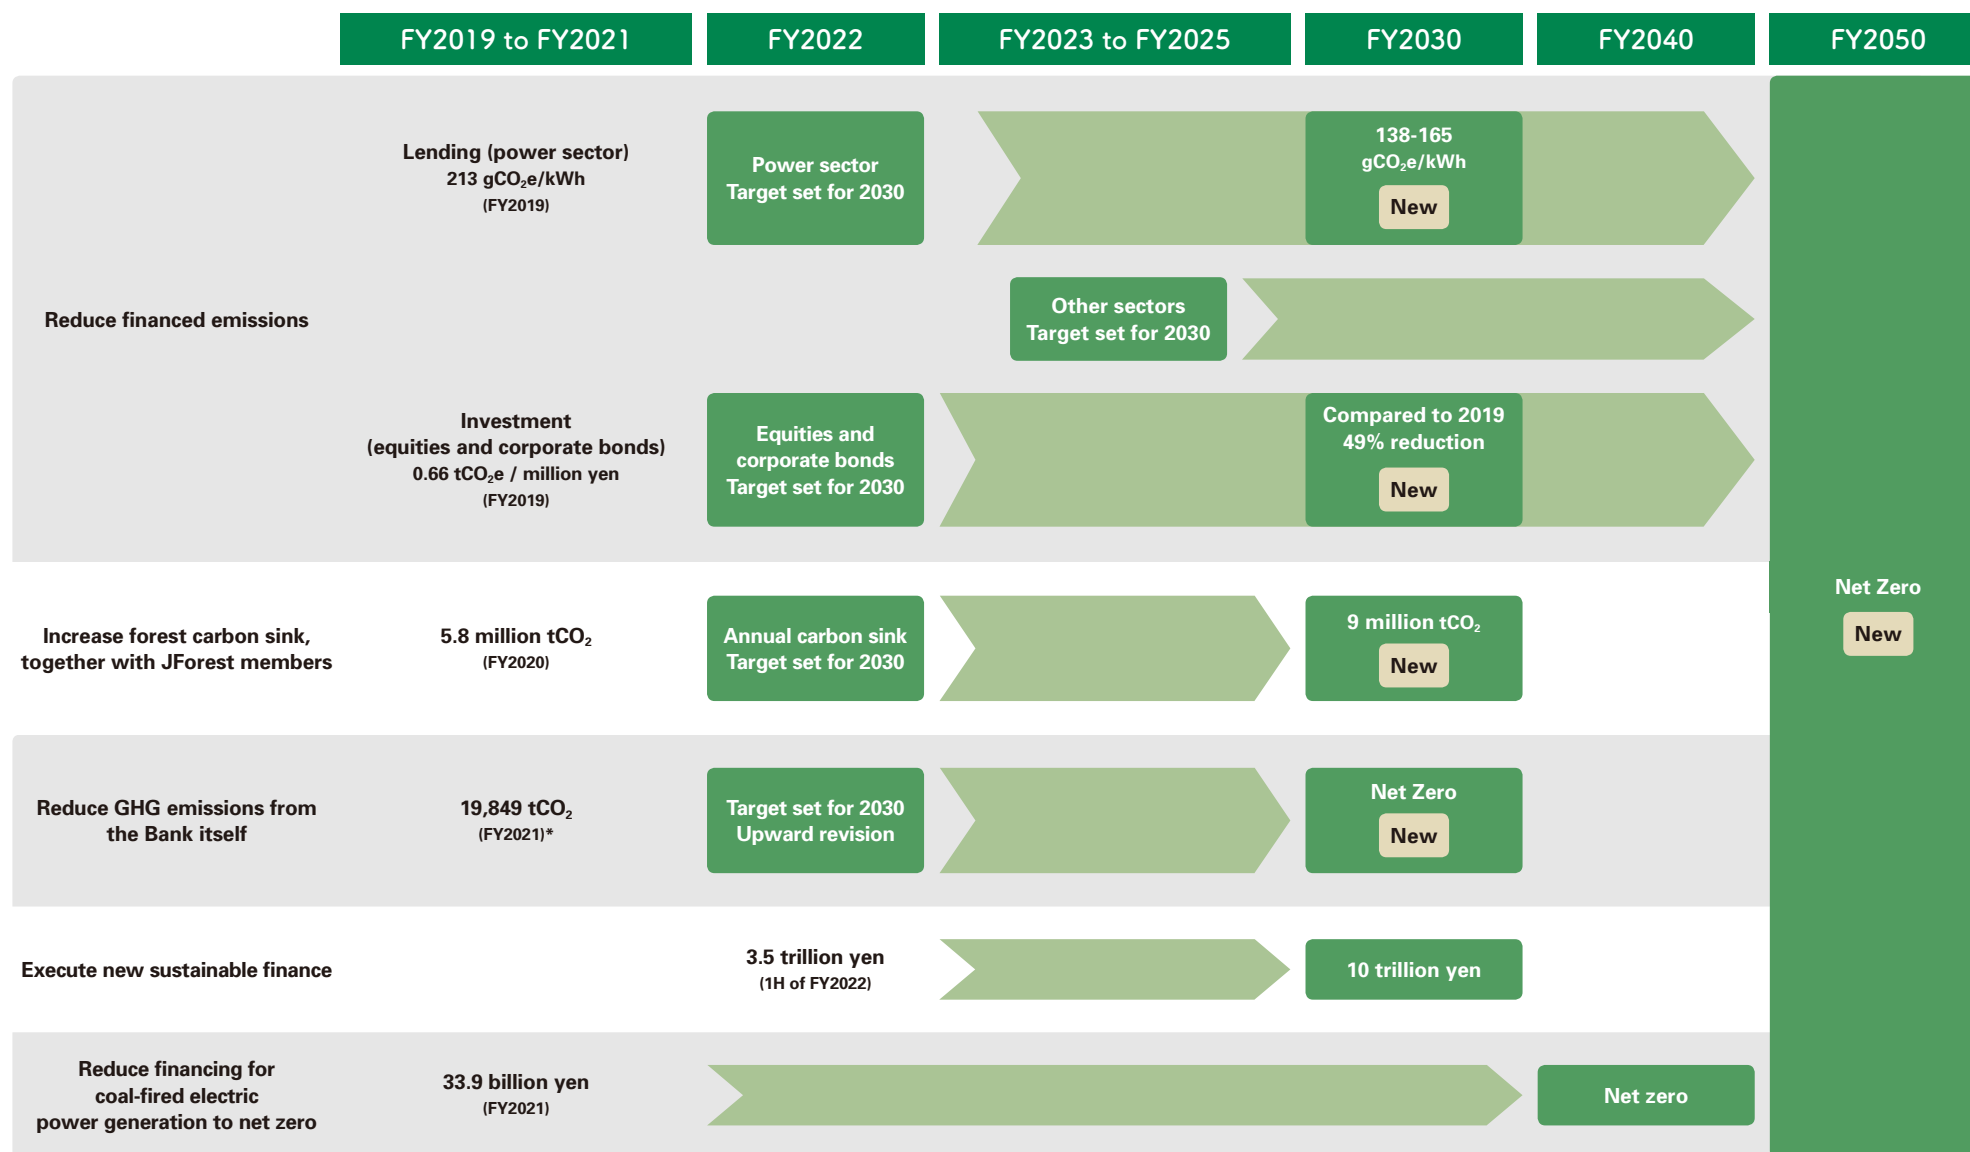 FY2019 to FY2021
FY2022
FY2023 to FY2025
FY2030
FY2040
FY2050
Reduce financed emissions
Lending (power sector)
213 gCO₂e/kWh
(FY2019)
Power sector
Target set for 2030
138-165
gCO₂e/kWh
New
Other sectors
Target set for 2030
Investment
(equities and corporate bonds)
0.66 tCO₂e / million yen
(FY2019)
Equities and
corporate bonds
Target set for 2030
Compared to 2019
49% reduction
New
Increase forest carbon sink,
together with JForest members
5.8 million tCO₂
(FY2020)
Annual carbon sink
Target set for 2030
9 million tCO₂
New
Net Zero
New
Reduce GHG emissions from
the Bank itself
19,849 tCO₂
(FY2021)*
Target set for 2030
Upward revision
Net Zero
New
Execute new sustainable finance
3.5 trillion yen
(1H of FY2022)
10 trillion yen
Reduce financing for
coal-fired electric
power generation to net zero
33.9 billion yen
(FY2021)
Net zero